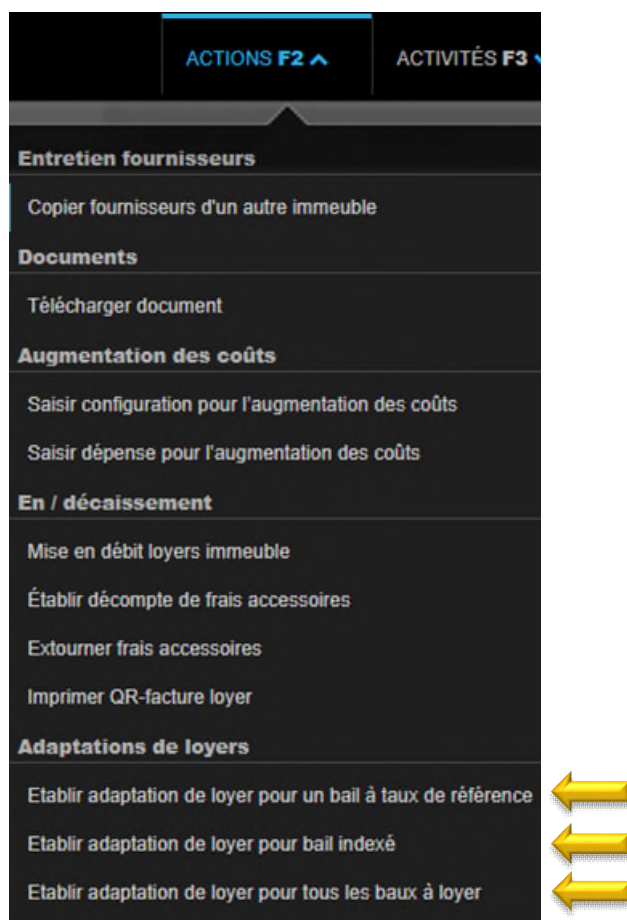 ACTIONS F2 ACTIVITÉS F3
Entretien fournisseurs
Copier fournisseurs d'un autre immeuble
Documents
Télécharger document
Augmentation des coûts
Saisir configuration pour l'augmentation des coûts
Saisir dépense pour l'augmentation des coûts
En / décaissement
Mise en débit loyers immeuble
Établir décompte de frais accessoires
Extourner frais accessoires
Imprimer QR-facture loyer
Adaptations de loyers
Etablir adaptation de loyer pour un bail à taux de référence
Etablir adaptation de loyer pour bail indexé
Etablir adaptation de loyer pour tous les baux à loyer